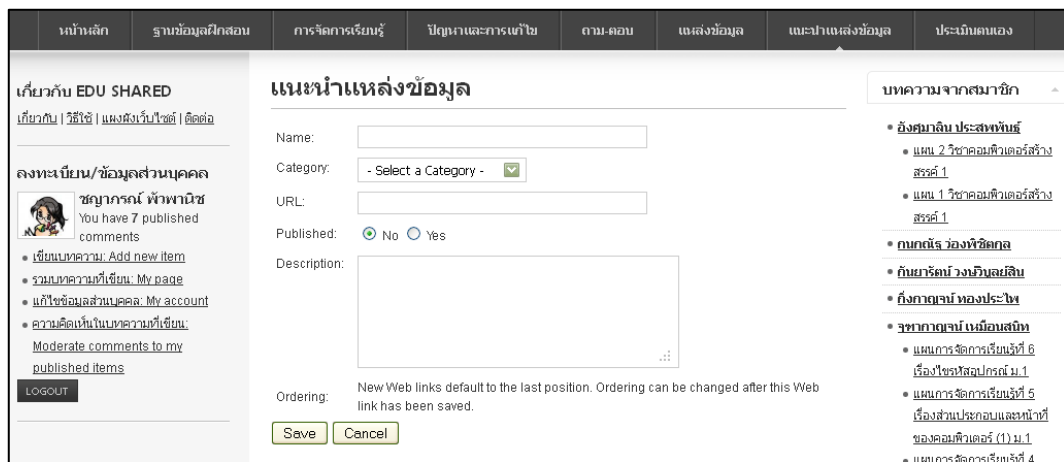 หน้าหลัก ฐานข้อมูลฝึกสอน การจัดการเรียนรู้ ปัญหาและการแก้ไข ถาม-ตอบ แหล่งข้อมูล แนะนำแหล่งข้อมูล ประเมินตนเอง
เกี่ยวกับ EDU SHARED
เกี่ยวกับ | วิธีใช้ | แผงผังเว็บไซต์ | ติดต่อ
ลงทะเบียน/ข้อมูลส่วนบุคคล
ชญาภรณ์ พัวพานิช
You have 7 published
comments
เขียนบทความ: Add new item
รวมบทความที่เขียน: My page
แก้ไขข้อมูลส่วนบุคคล: My account
ความคิดเห็นในบทความที่เขียน:
Moderate comments to my
published items
LOGOUT
แนะนำแหล่งข้อมูล
Name:
Category: - Select a Category -
URL:
Published: No Yes
Description:
Ordering: New Web links default to the last position. Ordering can be changed after this Web
link has been saved.
Save Cancel
บทความจากสมาชิก
อังศุมาลิน ประสพพันธ์
แผน 2 วิชาคอมพิวเตอร์สร้าง
สรรค์ 1
แผน 1 วิชาคอมพิวเตอร์สร้าง
สรรค์ 1
กนกณัฐ ว่องพิชิตกุล
กันยารัตน์ วงษ์วิบูลย์สิน
กิ่งกาญจน์ ทองประไพ
จุฑากาญจน์ เหมือนสนิท
แผนการจัดการเรียนรู้ที่ 6
เรื่องไขรหัสอุปกรณ์ ม.1
แผนการจัดการเรียนรู้ที่ 5
เรื่องส่วนประกอบและหน้าที่
ของคอมพิวเตอร์ (1) ม.1
แผนการจัดการเรียนรู้ที่ 4